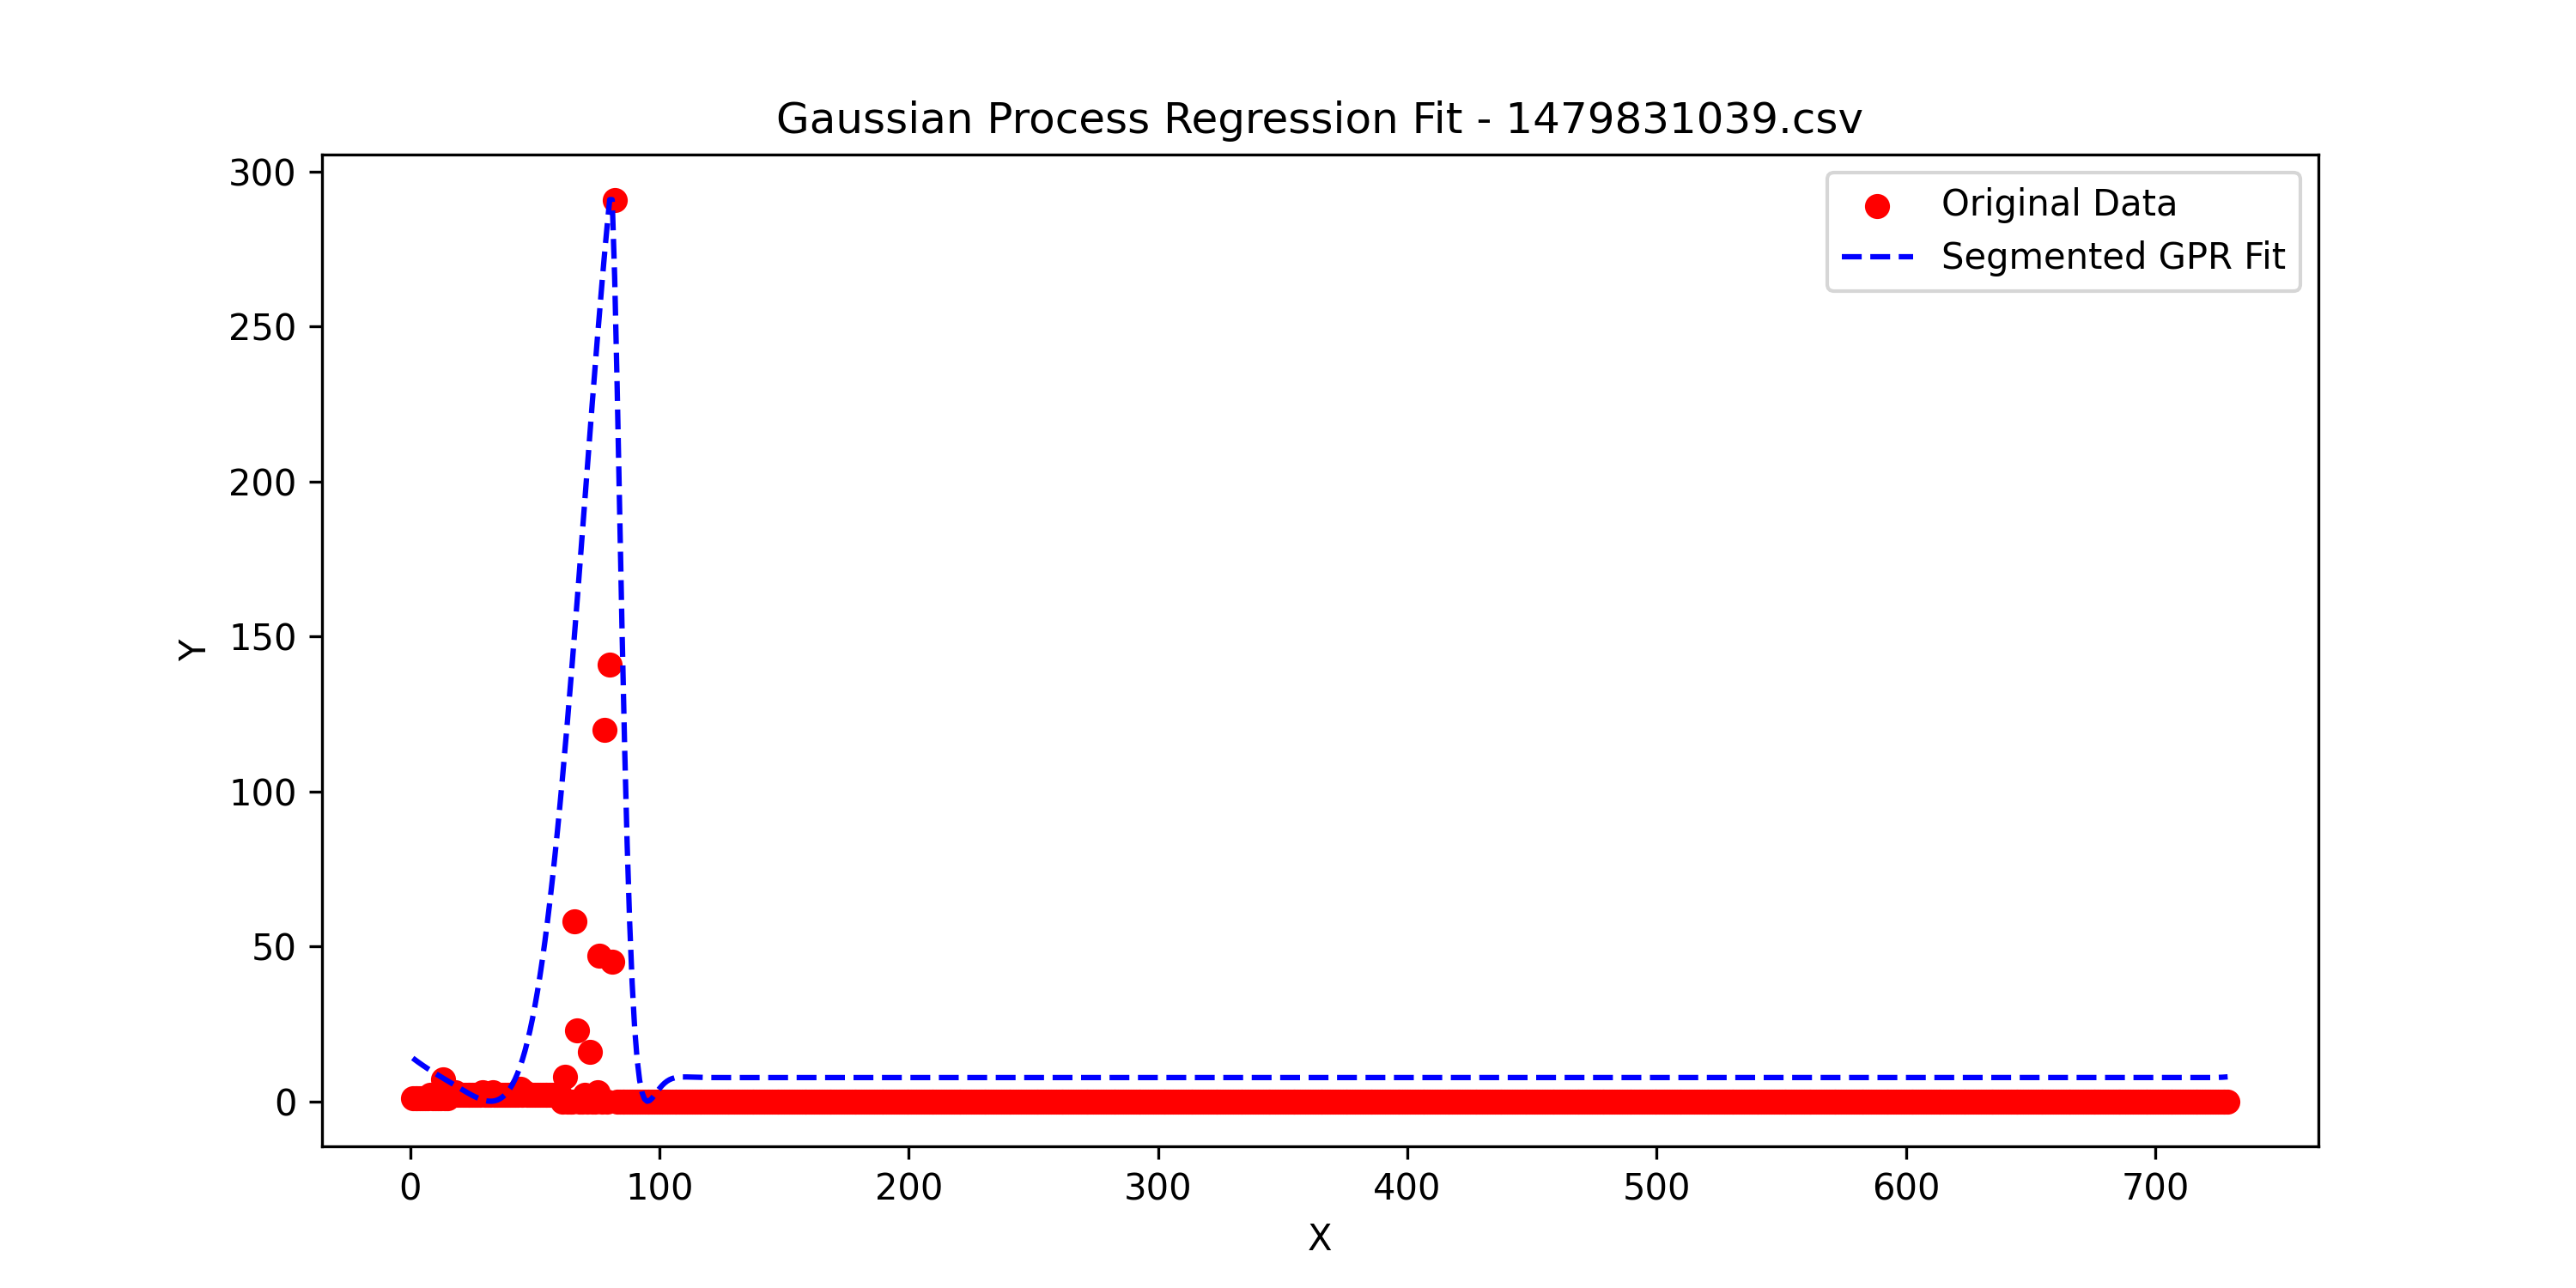 Gaussian Process Regression Fit - 1479831039.csv
Original Data
Segmented GPR Fit
300
250
200
150
100
50
0
Y
0 100 200 300 400 500 600 700
X